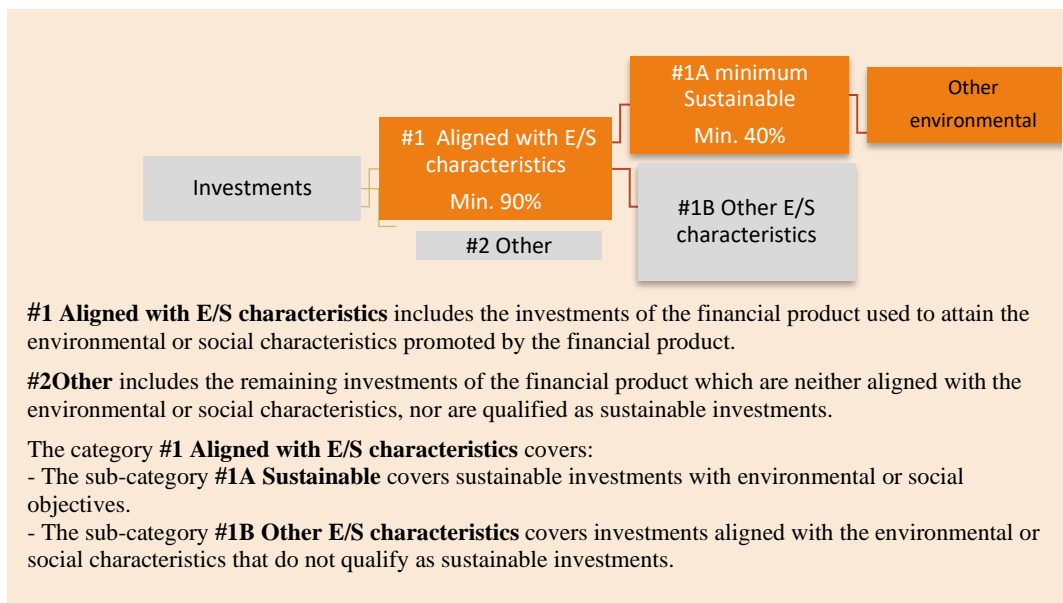 Investments
#1 Aligned with E/S
characteristics
Min. 90%
#2 Other
#1A minimum
Sustainable
Min. 40%
#1B Other E/S
characteristics
Other
environmental
#1 Aligned with E/S characteristics includes the investments of the financial product used to attain the
environmental or social characteristics promoted by the financial product.
#2Other includes the remaining investments of the financial product which are neither aligned with the
environmental or social characteristics, nor are qualified as sustainable investments.
The category #1 Aligned with E/S characteristics covers:
- The sub-category #1A Sustainable covers sustainable investments with environmental or social
objectives.
- The sub-category #1B Other E/S characteristics covers investments aligned with the environmental or
social characteristics that do not qualify as sustainable investments.